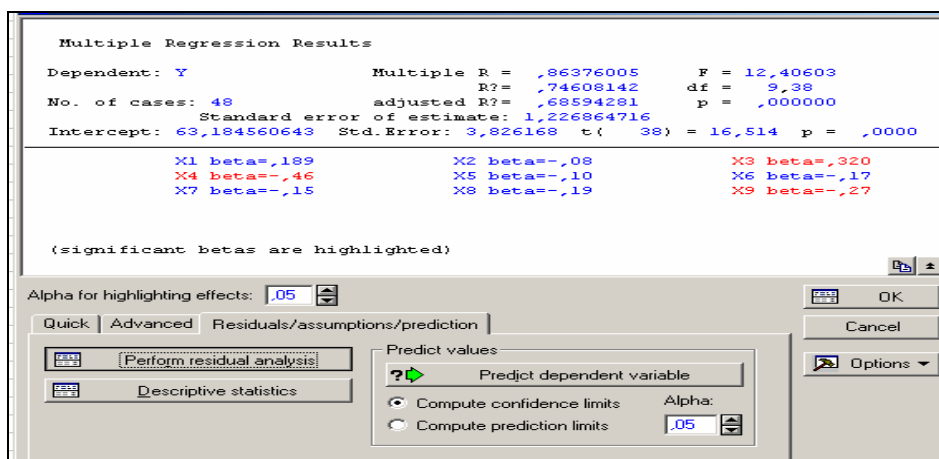 Multiple Regression Results
Dependent: Y Multiple R = ,86376005 F = 12,40603
R?= ,74608142 df = 9,38
No. of cases: 48 adjusted R?= ,68594281 p = ,000000
Standard error of estimate: 1,226864716
Intercept: 63,184560643 Std.Error: 3,826168 t( 38) = 16,514 p = ,0000
X1 beta=,189 X2 beta=-,08 X3 beta=,320
X4 beta=-,46 X5 beta=-,10 X6 beta=-,17
X7 beta=-,15 X8 beta=-,19 X9 beta=-,27
(significant betas are highlighted)
Alpha for highlighting effects: ,05
OK
Quick Advanced Residuals/assumptions/prediction
Cancel
Perform residual analysis
Predict values
?
Predict dependent variable
Options
Descriptive statistics
Compute confidence limits Alpha:
Compute prediction limits ,05